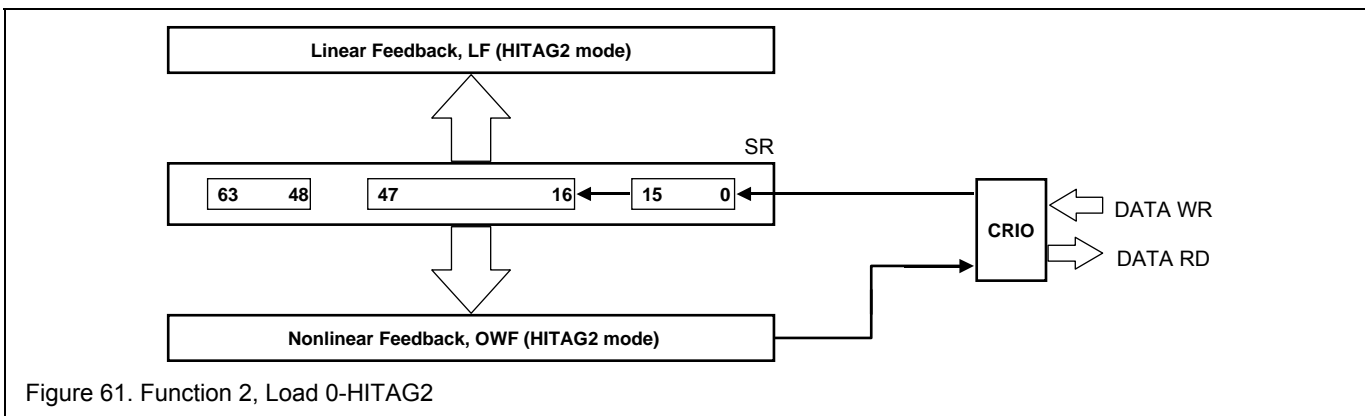 Linear Feedback, LF (HITAG2 mode)
SR
63 48 47 16 15 0
CRIO
DATA WR
DATA RD
Nonlinear Feedback, OWF (HITAG2 mode)
Figure 61. Function 2, Load 0-HITAG2